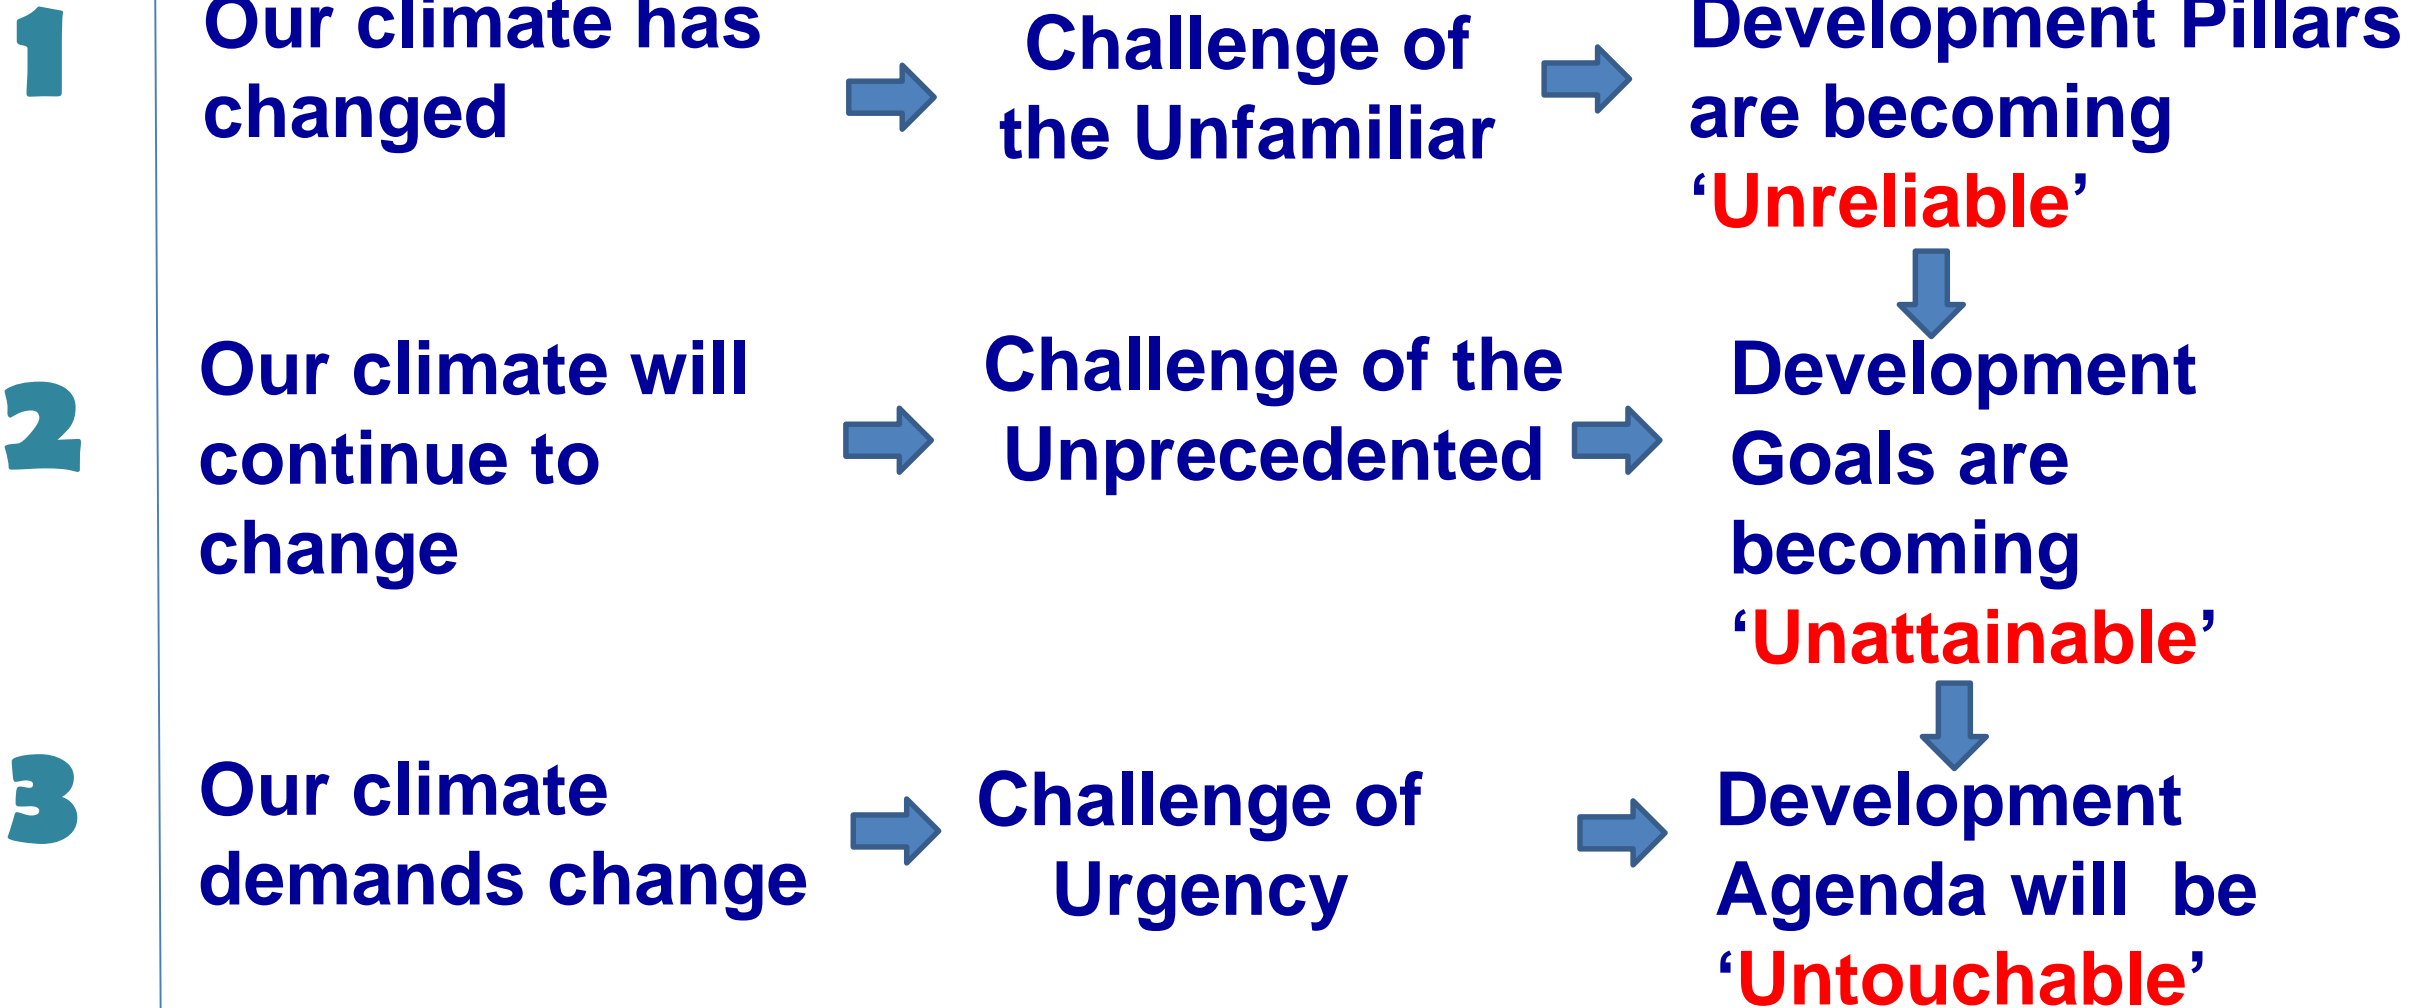 1
Our climate has
changed
Challenge of
the Unfamiliar
Development Pillars
are becoming
‘Unreliable’
2
Our climate will
continue to
change
Challenge of the
Unprecedented
Development
Goals are
becoming
‘Unattainable’
3
Our climate
demands change
Challenge of
Urgency
Development
Agenda will  be
‘Untouchable’